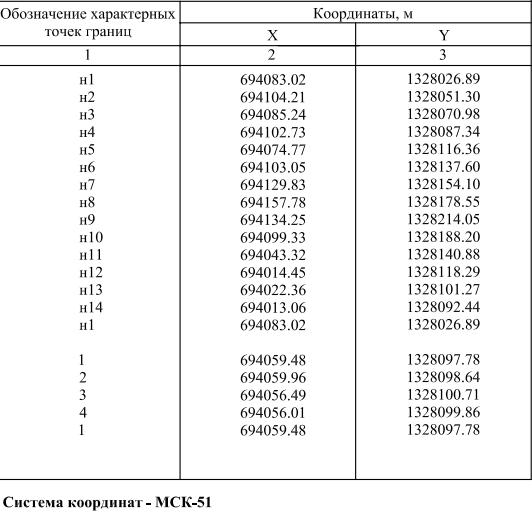 Обозначение характерных Координаты, м
точек границ X Y
1 2 3
н1 694083.02 1328026.89
н2 694104.21 1328051.30
н3 694085.24 1328070.98
н4 694102.73 1328087.34
н5 694074.77 1328116.36
н6 694103.05 1328137.60
н7 694129.83 1328154.10
н8 694157.78 1328178.55
н9 694134.25 1328214.05
н10 694099.33 1328188.20
н11 694043.32 1328140.88
н12 694014.45 1328118.29
н13 694022.36 1328101.27
н14 694013.06 1328092.44
н1 694083.02 1328026.89
1 694059.48 1328097.78
2 694059.96 1328098.64
3 694056.49 1328100.71
4 694056.01 1328099.86
1 694059.48 1328097.78
Система координат - МСК-51